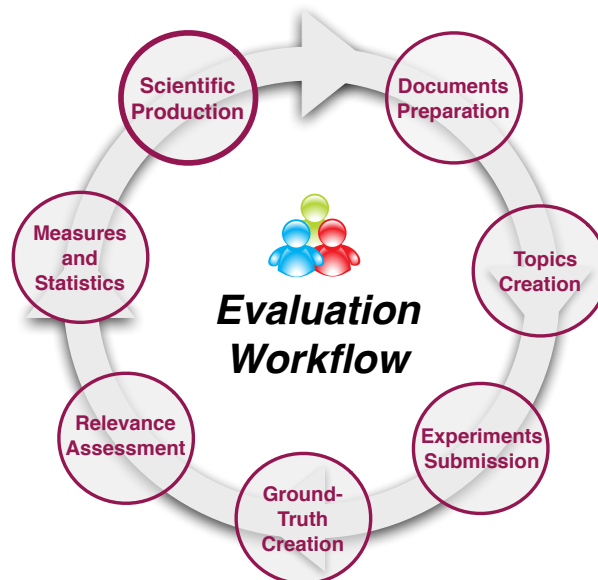 Scientific
Production
Documents
Preparation
Topics
Creation
Experiments
Submission
Ground-
Truth
Creation
Relevance
Assessment
Measures
and
Statistics
Evaluation
Workflow